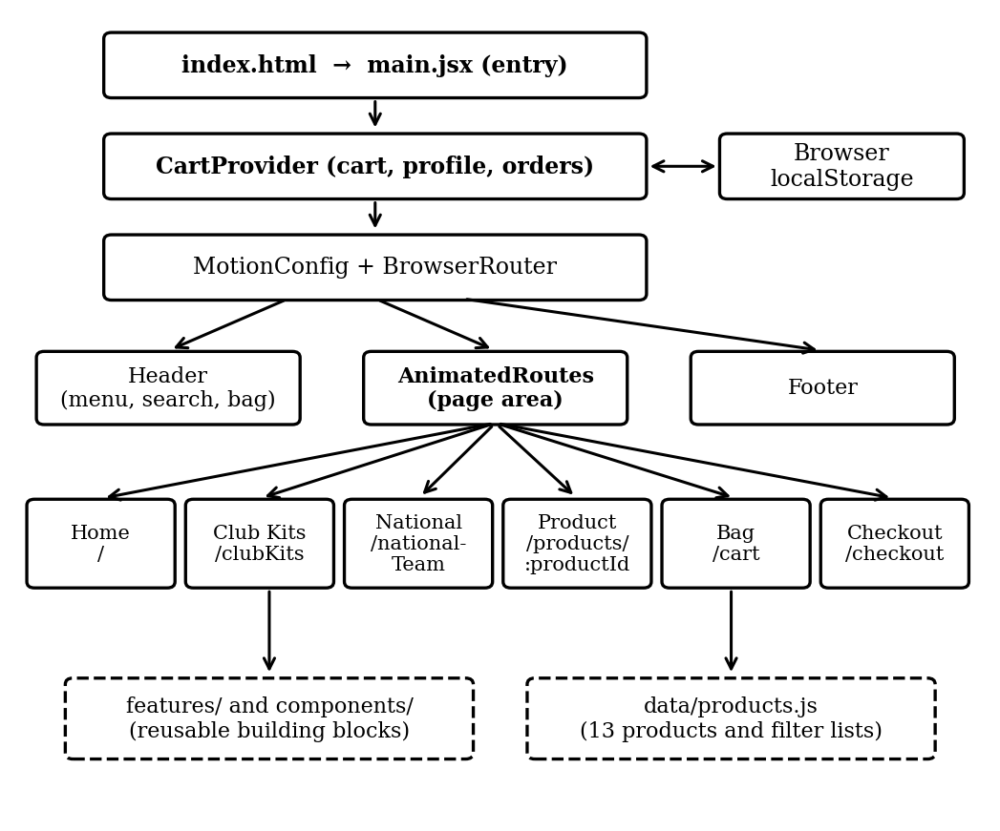 index.html → main.jsx (entry)
CartProvider (cart, profile, orders)
Browser
localStorage
MotionConfig + BrowserRouter
Header
(menu, search, bag)
AnimatedRoutes
(page area)
Footer
Home
/
Club Kits
/clubKits
National
/national-
Team
Product
/products/
:productId
Bag
/cart
Checkout
/checkout
features/ and components/
(reusable building blocks)
data/products.js
(13 products and filter lists)